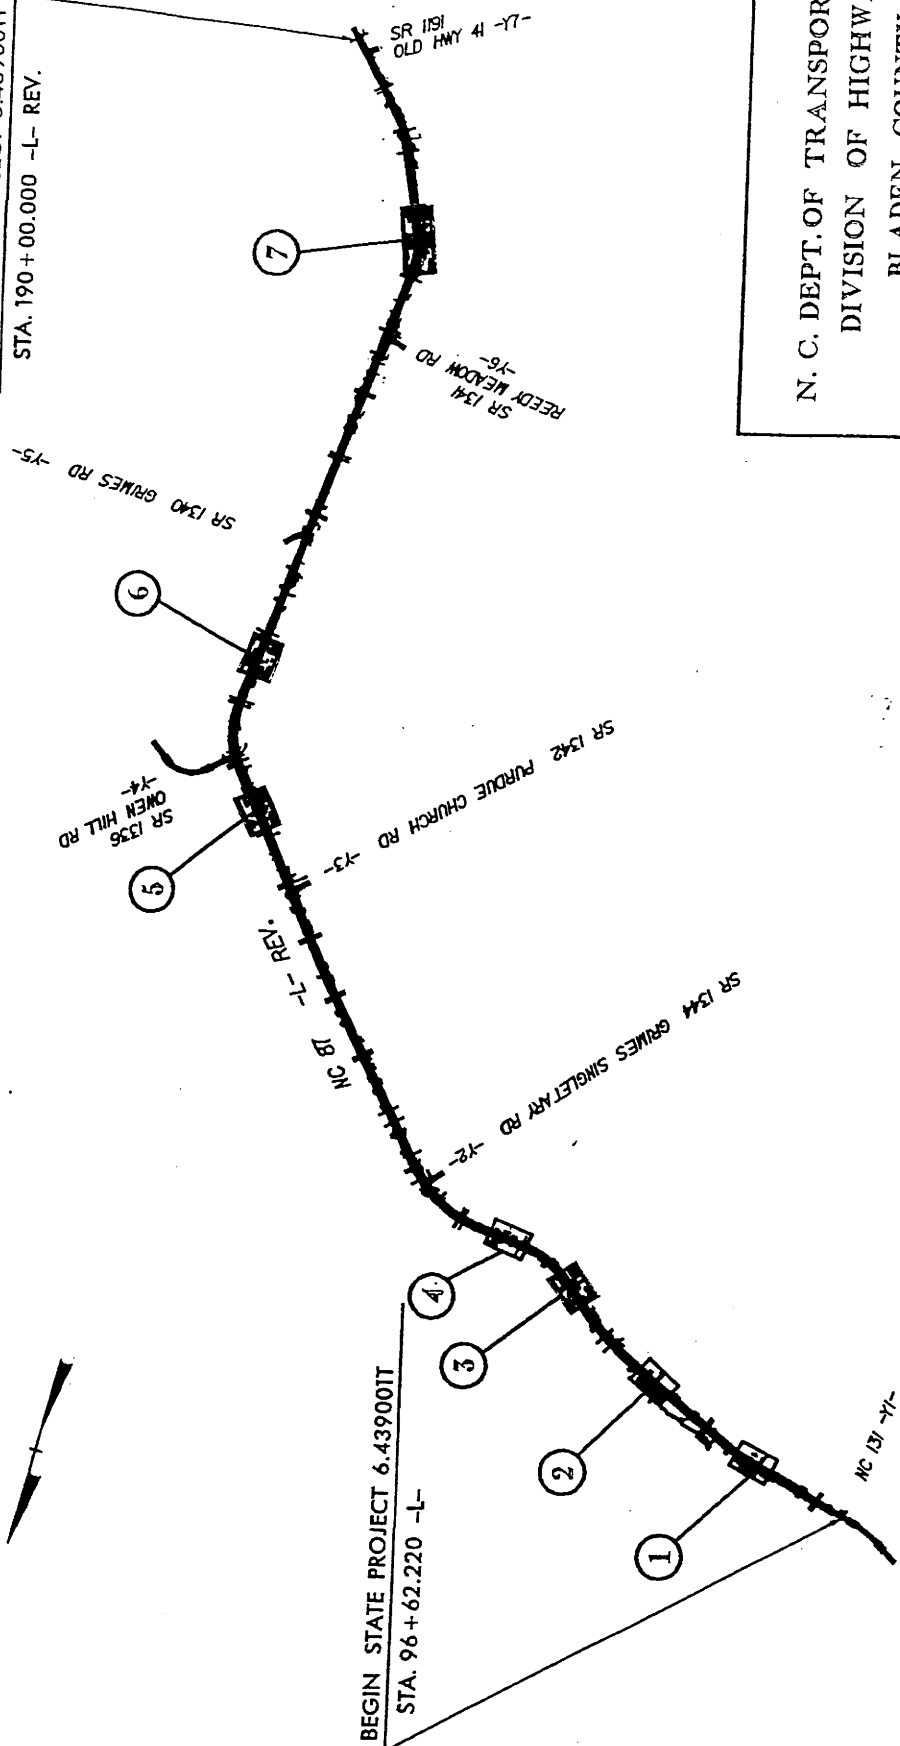 STA. 190+00.000 -L- REV.
SR 1191
OLD HWY 41 -Y7-
7
REEDY MEADOW RD
SR 1341
-Y6-
SR 1340 GRIMES RD -Y5-
6
SR 1336
OWEN HILL RD
-Y4-
5
SR 1342 PURDUE CHURCH RD -Y3-
-L- REV.
NC 87
SR 1344 GRIMES SINGLETARY RD -Y2-
4
3
2
1
NC 131 -Y1-
BEGIN STATE PROJECT 6.439001T
STA. 96+62.220 -L-
N. C. DEPT. OF TRANSPOR
DIVISION OF HIGHW
BLADEN COUNTY